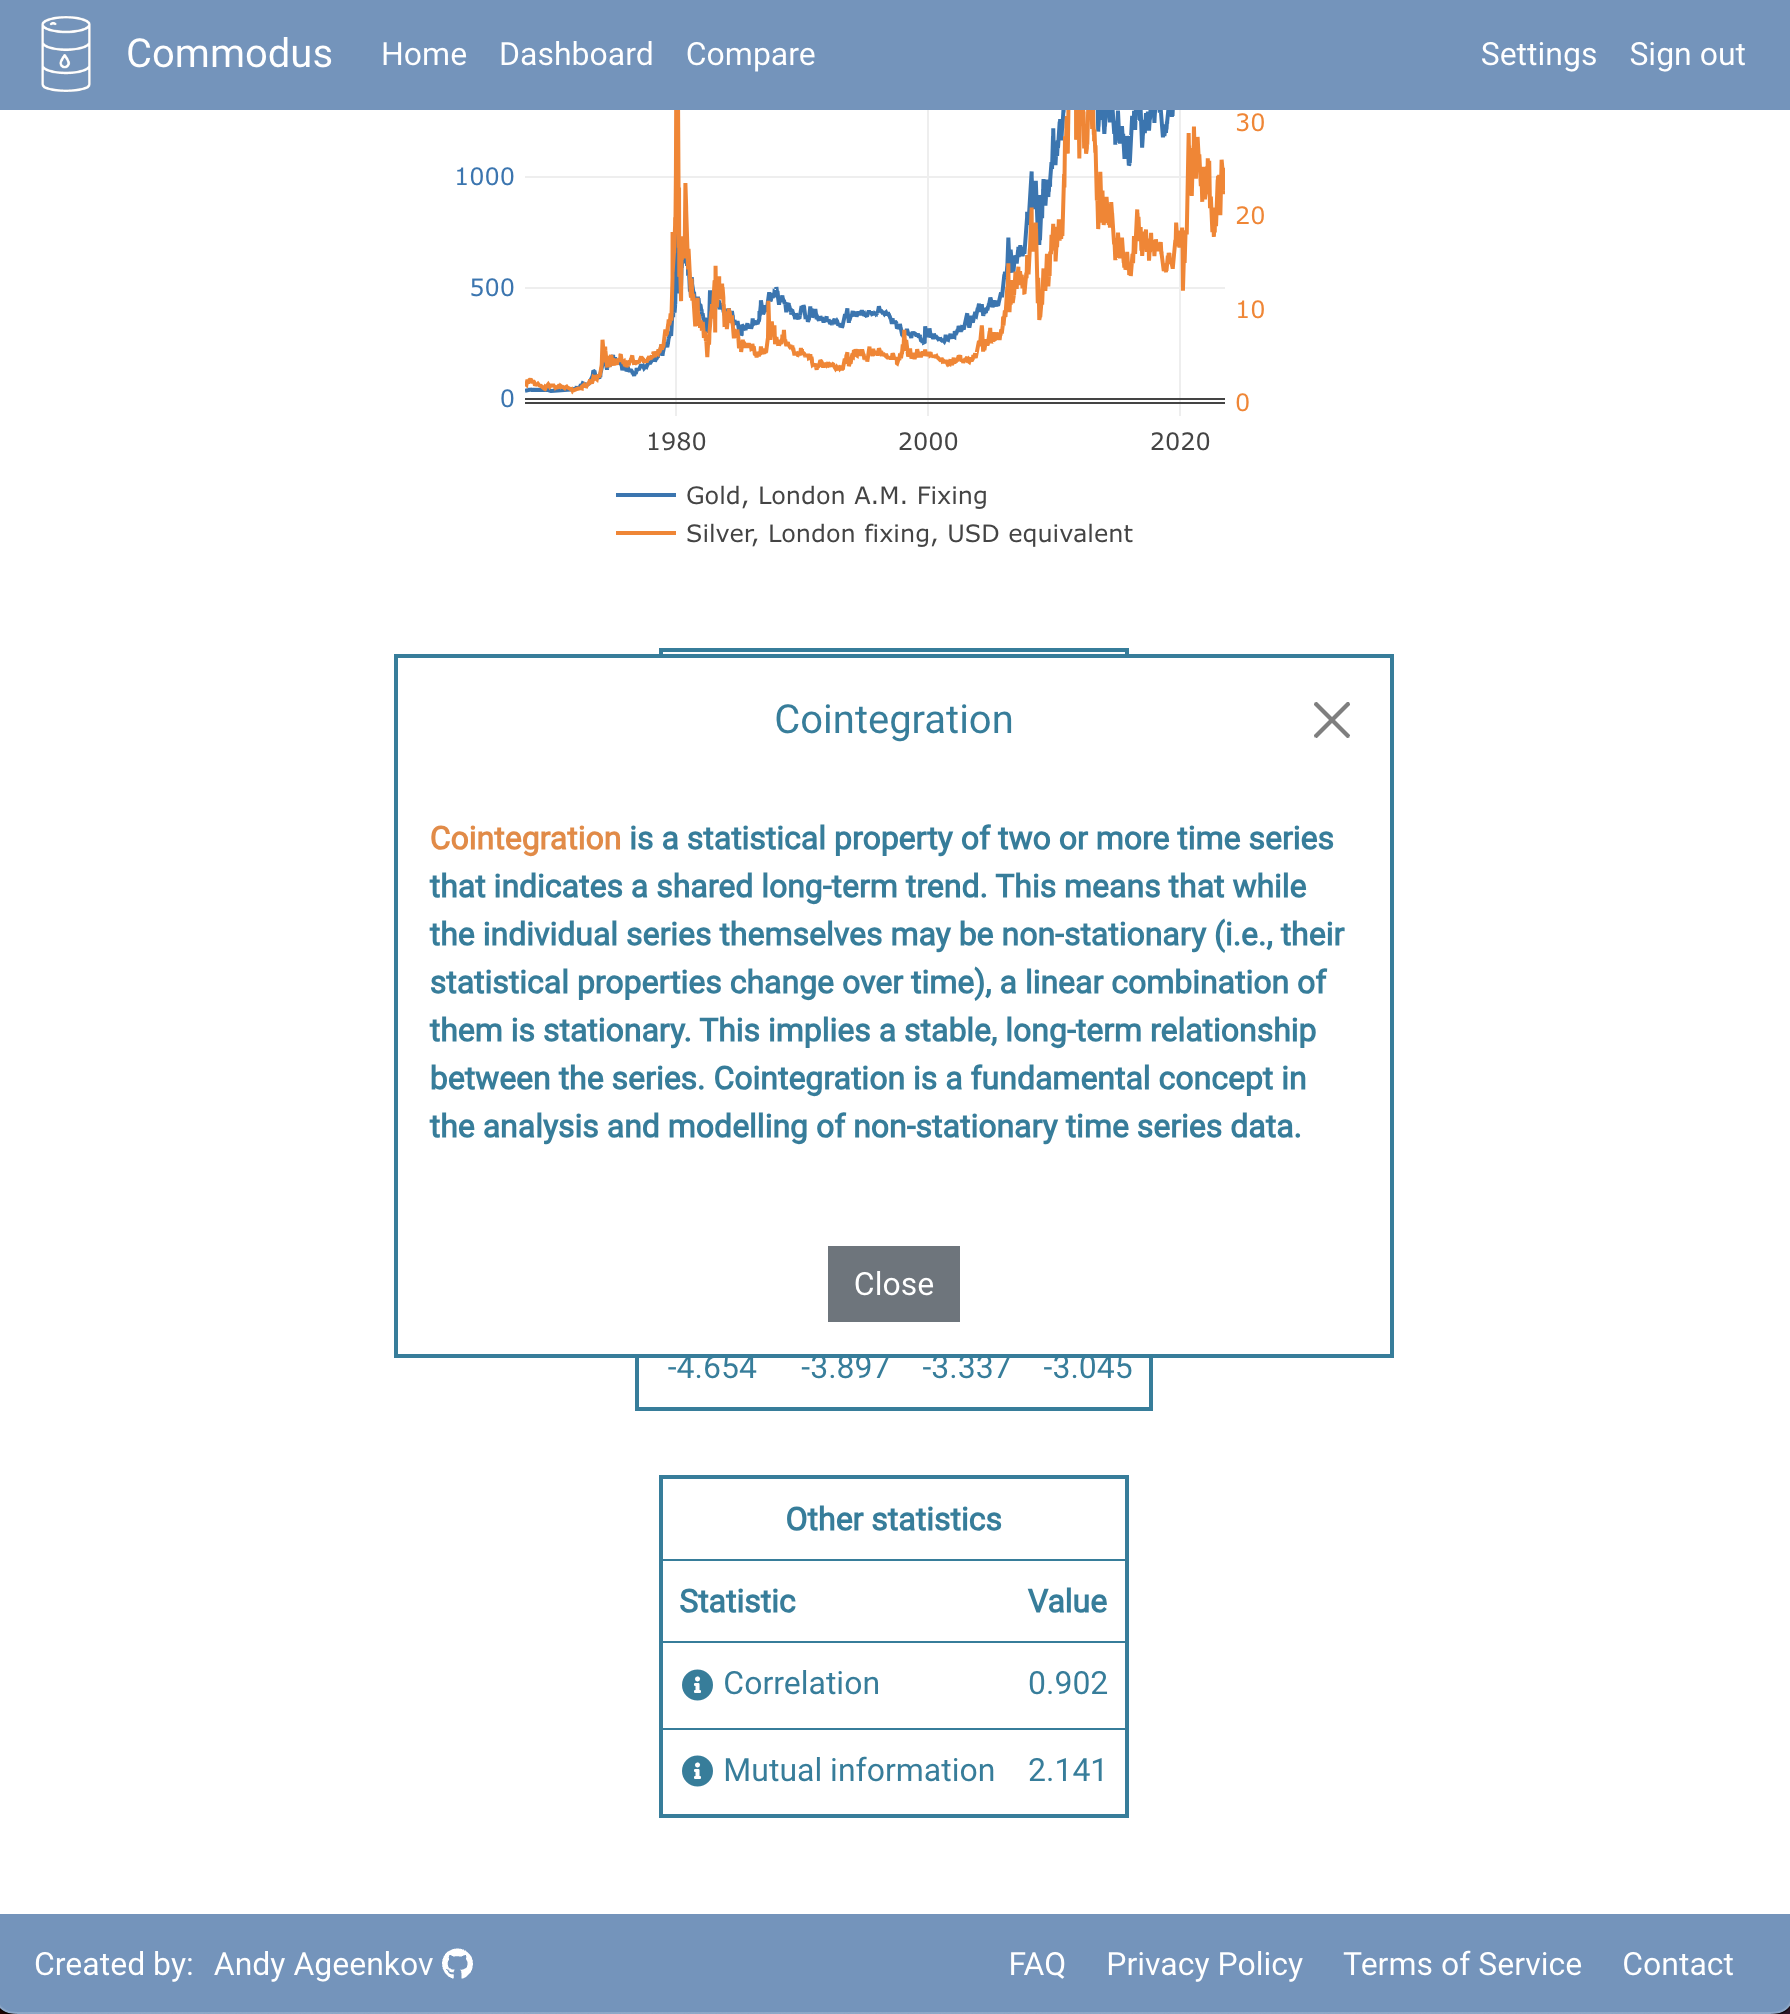 Commodus Home Dashboard Compare Settings Sign out
30
1000
20
500
10
0
0
1980 2000 2020
Gold, London A.M. Fixing
Silver, London fixing, USD equivalent
Cointegration
Cointegration is a statistical property of two or more time series
that indicates a shared long-term trend. This means that while
the individual series themselves may be non-stationary (i.e., their
statistical properties change over time), a linear combination of
them is stationary. This implies a stable, long-term relationship
between the series. Cointegration is a fundamental concept in
the analysis and modelling of non-stationary time series data.
Close
-4.654 -3.897 -3.337 -3.045
Other statistics
Statistic Value
Correlation 0.902
Mutual information 2.141
Created by: Andy Ageenkov FAQ Privacy Policy Terms of Service Contact